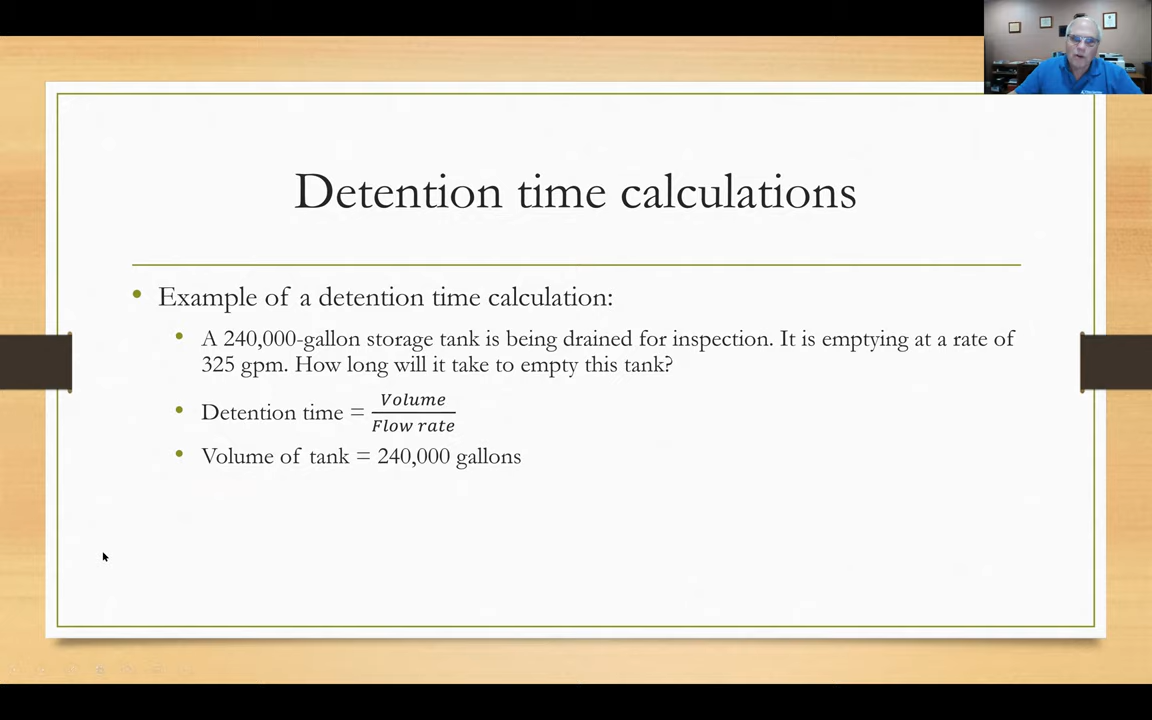 Detention time calculations
• Example of a detention time calculation:
• A 240,000-gallon storage tank is being drained for inspection. It is emptying at a rate of
325 gpm. How long will it take to empty this tank?
• Detention time = Volume / Flow rate
• Volume of tank = 240,000 gallons